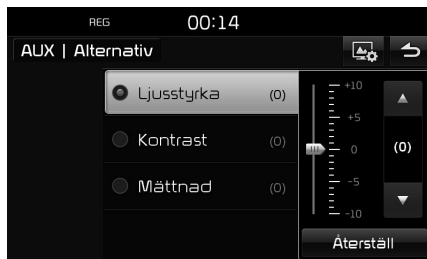 REG 00:14
AUX | Alternativ
Ljusstyrka (0)
Kontrast (0)
Mättnad (0)
+10
+5
0
-5
-10
(0)
Återställ